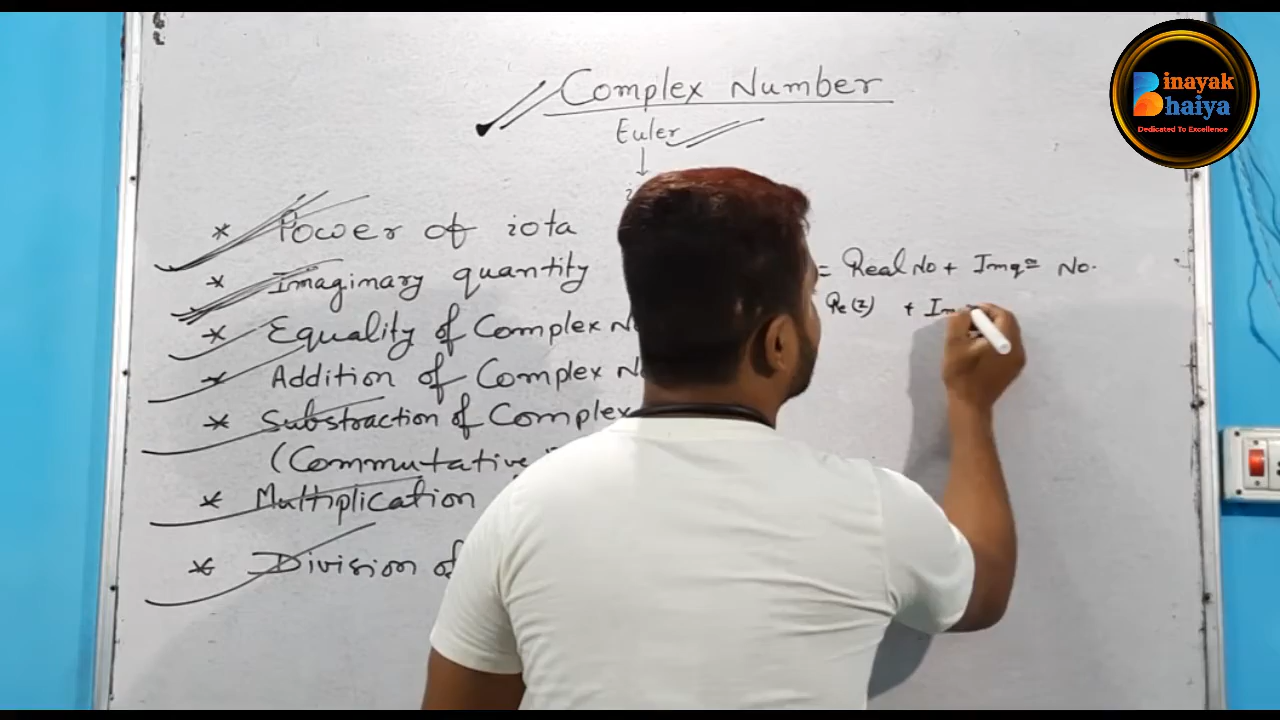 Complex Number
Euler
* Power of iota
* Imaginary quantity
* Equality of Complex
* Addition of Complex
* Substraction of Complex
(Commutative
* Multiplication
* Division of
= Real No + Img= No.
Re(z) + Im
Binayak
Bhaiya
Dedicated To Excellence